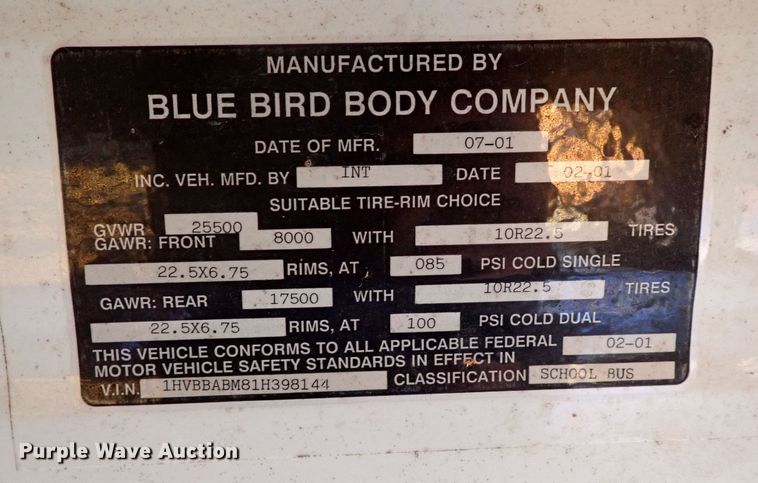 MANUFACTURED BY
BLUE BIRD BODY COMPANY
DATE OF MFR. 07-01
INC. VEH. MFD. BY INT DATE 02-01
SUITABLE TIRE-RIM CHOICE
GVWR 25500
GAWR: FRONT 8000 WITH 10R22.5 TIRES
22.5X6.75 RIMS, AT 085 PSI COLD SINGLE
GAWR: REAR 17500 WITH 10R22.5 TIRES
22.5X6.75 RIMS, AT 100 PSI COLD DUAL
THIS VEHICLE CONFORMS TO ALL APPLICABLE FEDERAL 02-01
MOTOR VEHICLE SAFETY STANDARDS IN EFFECT IN
V.I.N. 1HVBBABM81H398144 CLASSIFICATION SCHOOL BUS
Purple Wave Auction